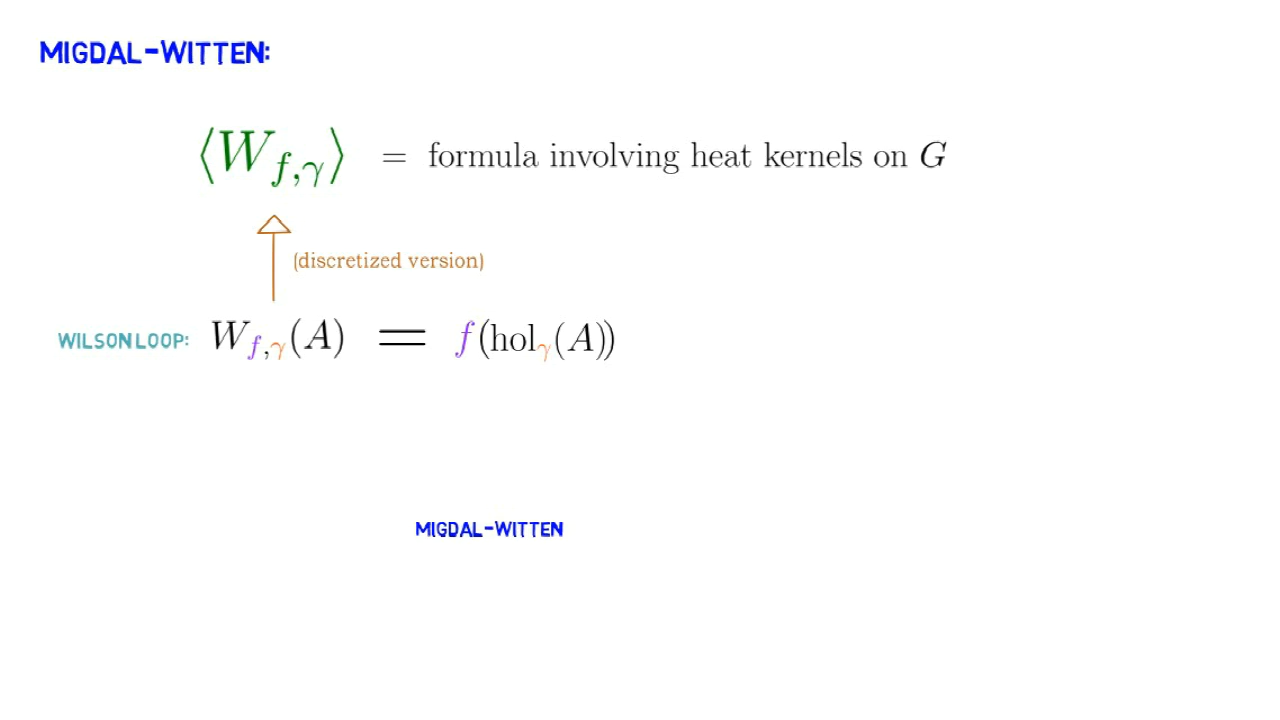 MIGDAL-WITTEN:
⟨W_{f,γ}⟩ = formula involving heat kernels on G
(discretized version)
WILSON LOOP: W_{f,γ}(A) = f(hol_γ(A))
MIGDAL-WITTEN